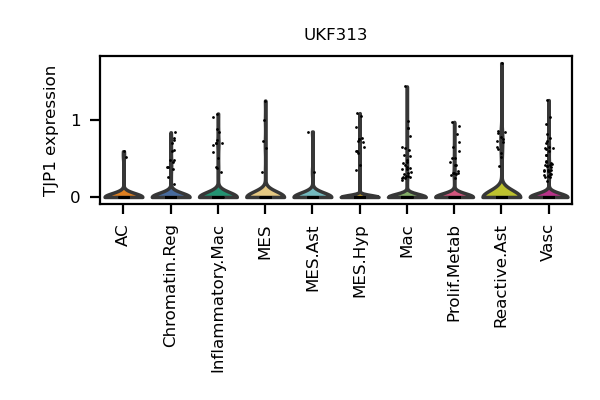 UKF313
TJP1 expression
1
0
AC
Chromatin.Reg
Inflammatory.Mac
MES
MES.Ast
MES.Hyp
Mac
Prolif.Metab
Reactive.Ast
Vasc